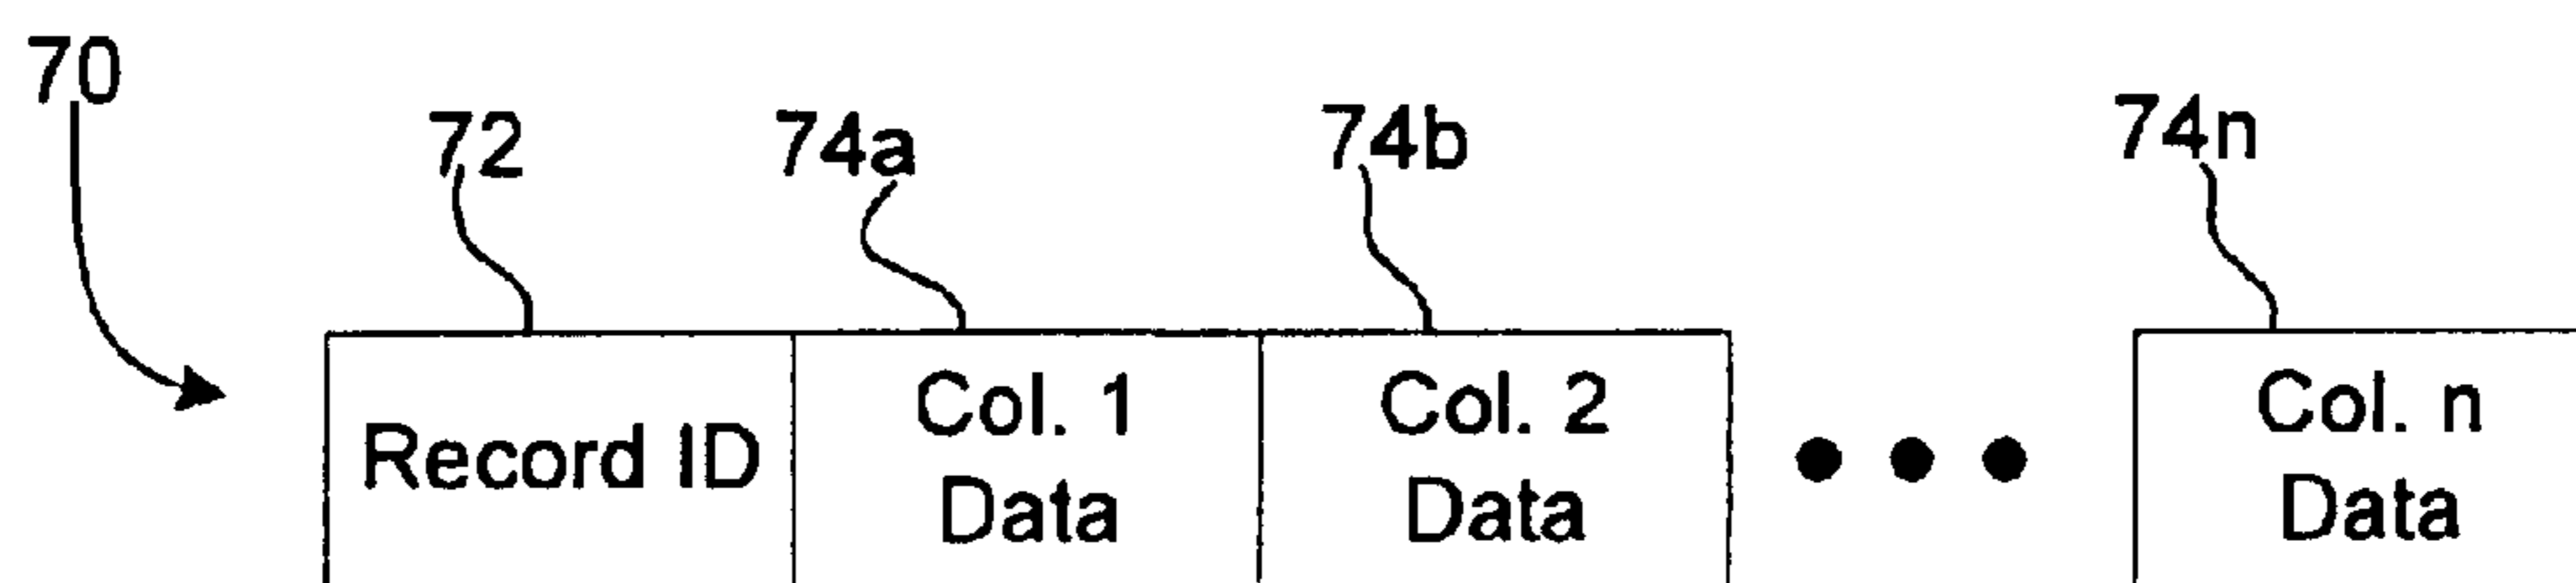 70
72
74a
74b
74n
Record ID
Col. 1
Data
Col. 2
Data
Col. n
Data